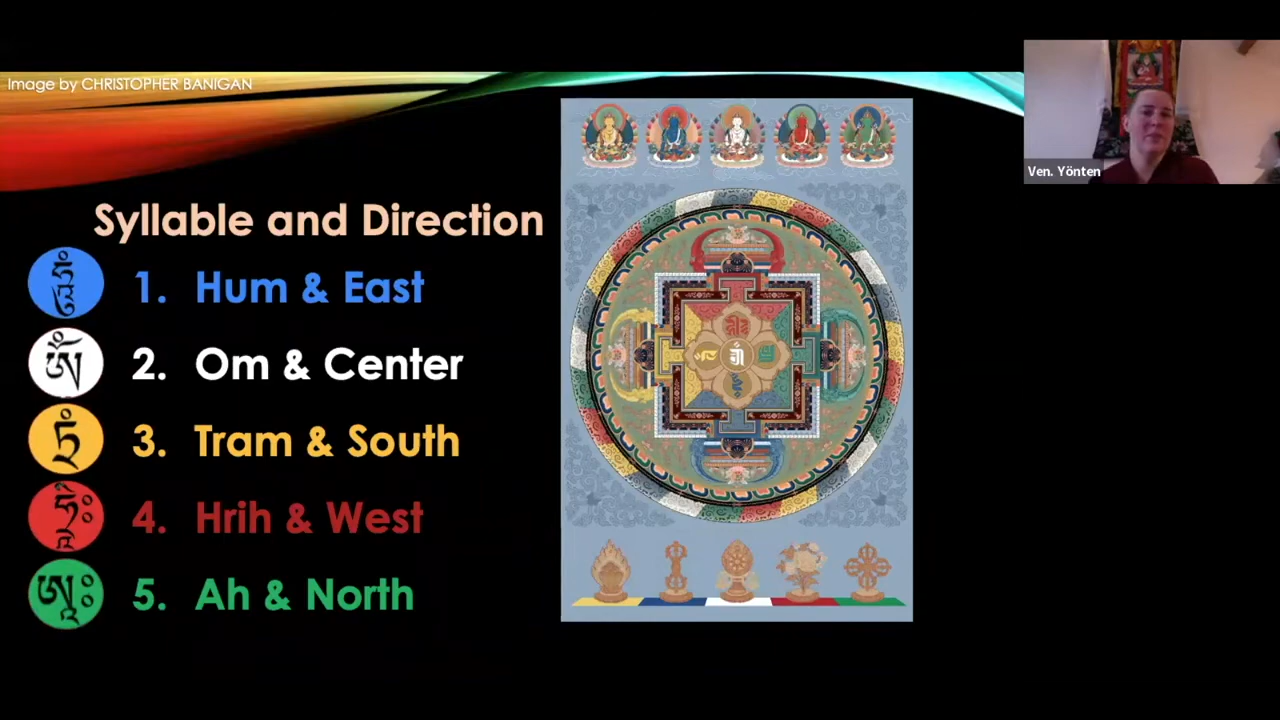 Image by CHRISTOPHER BANIGAN
Ven. Yönten
Syllable and Direction
1. Hum & East
ཨོཾ 2. Om & Center
3. Tram & South
ཧྲཱིཿ 4. Hrih & West
ཨཱཿ 5. Ah & North